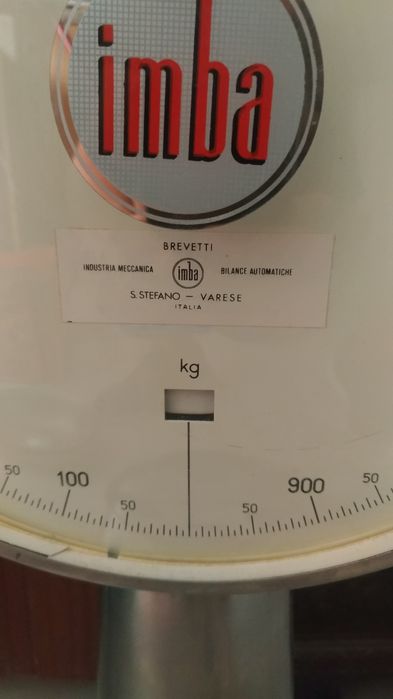 imba
BREVETTI
INDUSTRIA MECCANICA imba BILANCE AUTOMATICHE
S.STEFANO — VARESE
ITALIA
kg
50 100 50 50 900 50